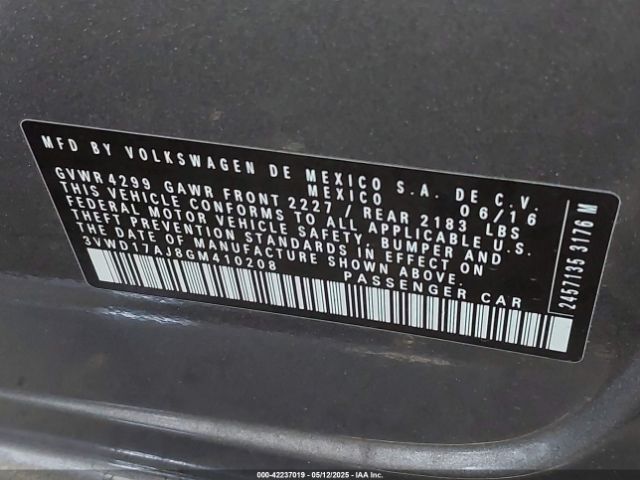 MFD BY VOLKSWAGEN DE MEXICO S.A. DE C.V.
MEXICO 06/16
GVWR 4299 GAWR FRONT 2227 / REAR 2183 LBS
THIS VEHICLE CONFORMS TO ALL APPLICABLE U.S.
FEDERAL MOTOR VEHICLE SAFETY, BUMPER AND
THEFT PREVENTION STANDARDS IN EFFECT ON
THE DATE OF MANUFACTURE SHOWN ABOVE.
3VWD17AJ8GM410208 PASSENGER CAR
2457135 3176 M
000-42237019 - 05/12/2025 - IAAI.COM